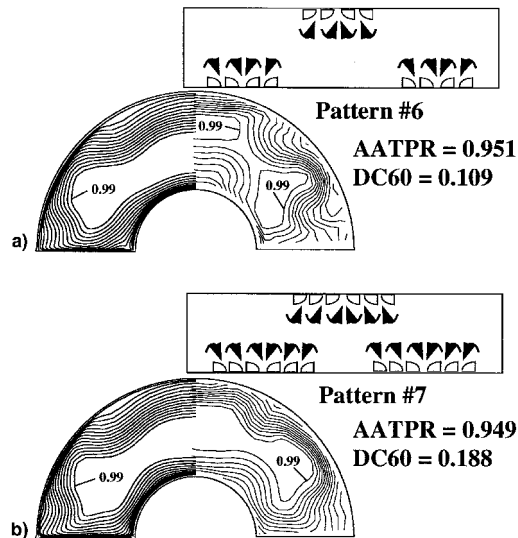 Pattern #6
0.99
AATPR = 0.951
DC60 = 0.109
0.99
0.99
a)
Pattern #7
AATPR = 0.949
DC60 = 0.188
0.99
0.99
b)